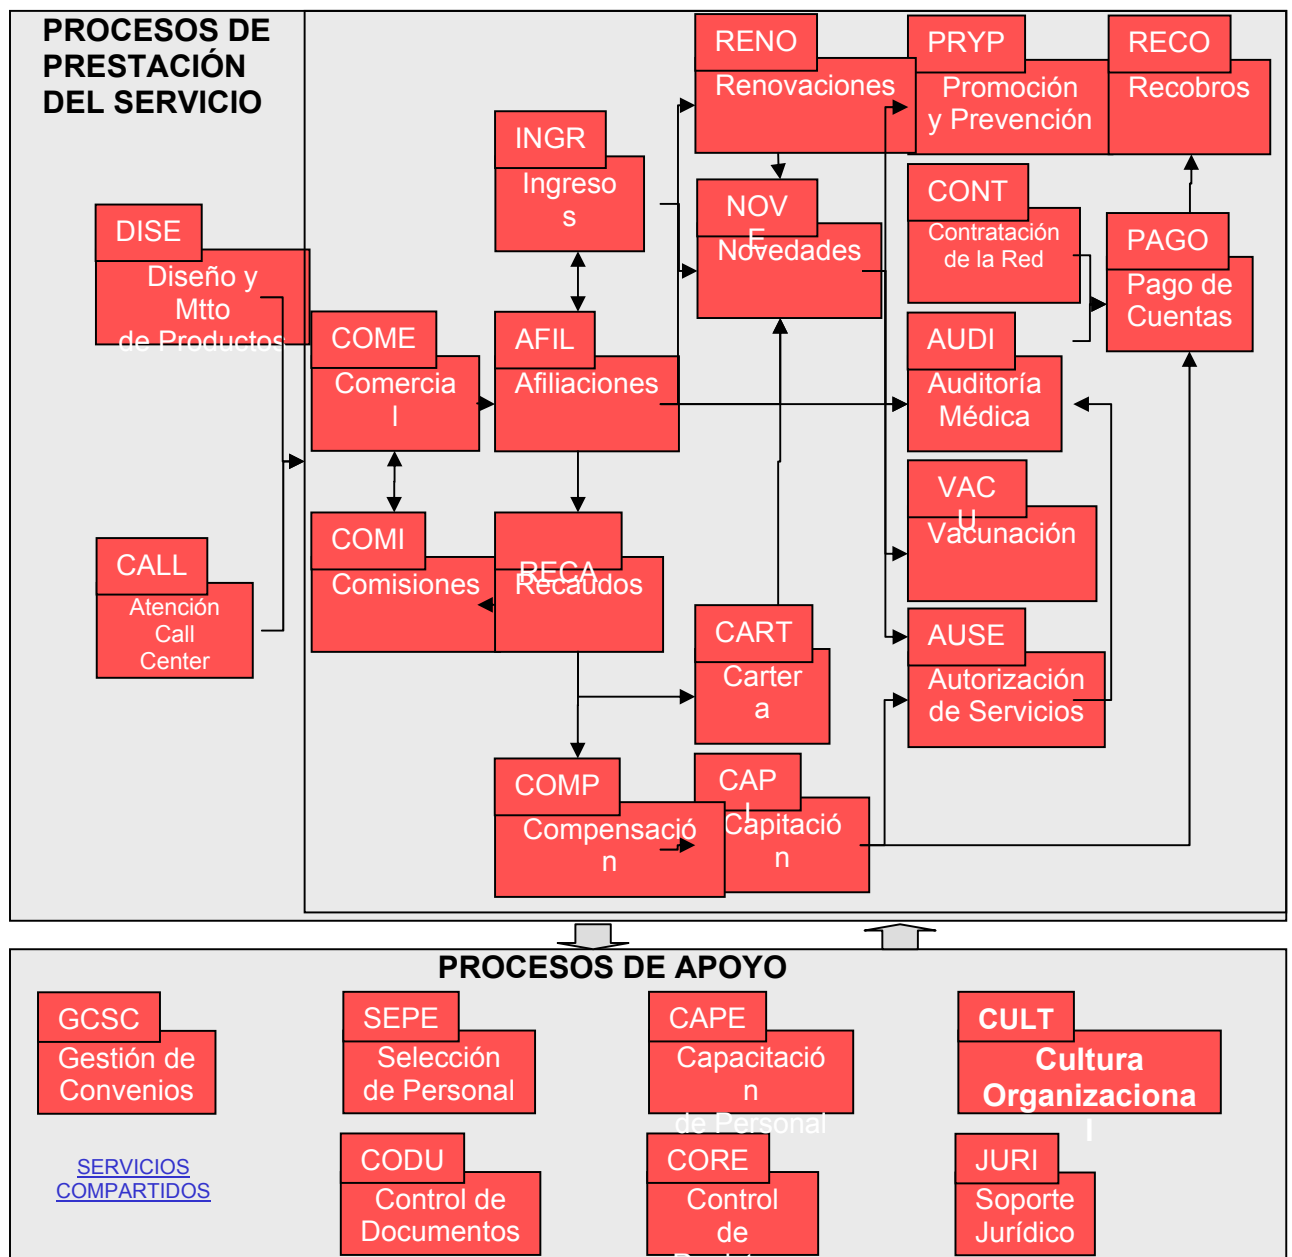 PROCESOS DE
PRESTACIÓN
DEL SERVICIO
RENO
Renovaciones
PRYP
Promoción
y Prevención
RECO
Recobros
INGR
Ingreso
s
NOV
E
Novedades
CONT
Contratación
de la Red
PAGO
Pago de
Cuentas
DISE
Diseño y
Mtto
de Productos
COME
Comercia
l
AFIL
Afiliaciones
AUDI
Auditoría
Médica
VAC
U
Vacunación
CALL
Atención
Call
Center
COMI
Comisiones
RECA
Recaudos
CART
Carter
a
AUSE
Autorización
de Servicios
COMP
Compensació
n
CAP
I
Capitació
n
PROCESOS DE APOYO
GCSC
Gestión de
Convenios
SEPE
Selección
de Personal
CAPE
Capacitació
n
de Personal
CULT
Cultura
Organizaciona
l
SERVICIOS
COMPARTIDOS
CODU
Control de
Documentos
CORE
Control
de
JURI
Soporte
Jurídico